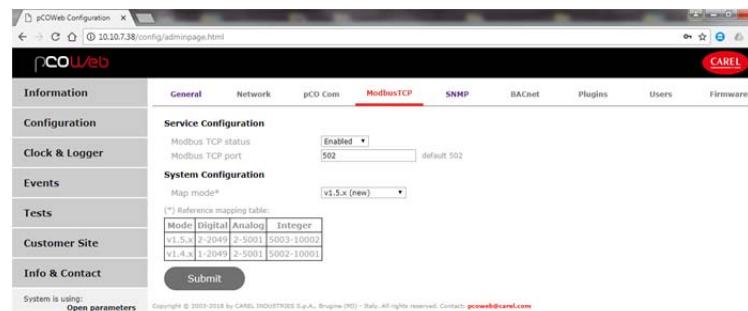 pCOWeb Configuration
10.10.7.38/config/adminpage.html
pCOWeb
CAREL
Information
General Network pCO Com ModbusTCP SNMP BACnet Plugins Users Firmware
Configuration
Service Configuration
Modbus TCP status Enabled
Clock & Logger
Modbus TCP port 502 default 502
System Configuration
Events
Map mode* v1.5.x (new)
Tests
(*) Reference mapping table:
Mode Digital Analog Integer
v1.5.x 2-2049 2-5001 5003-10002
Customer Site
v1.4.x 1-2049 2-5001 5002-10001
Info & Contact
Submit
System is using:
Open parameters
Copyright © 2003-2018 by CAREL INDUSTRIES S.p.A., Brugine (PD) - Italy. All rights reserved. Contact: pcoweb@carel.com